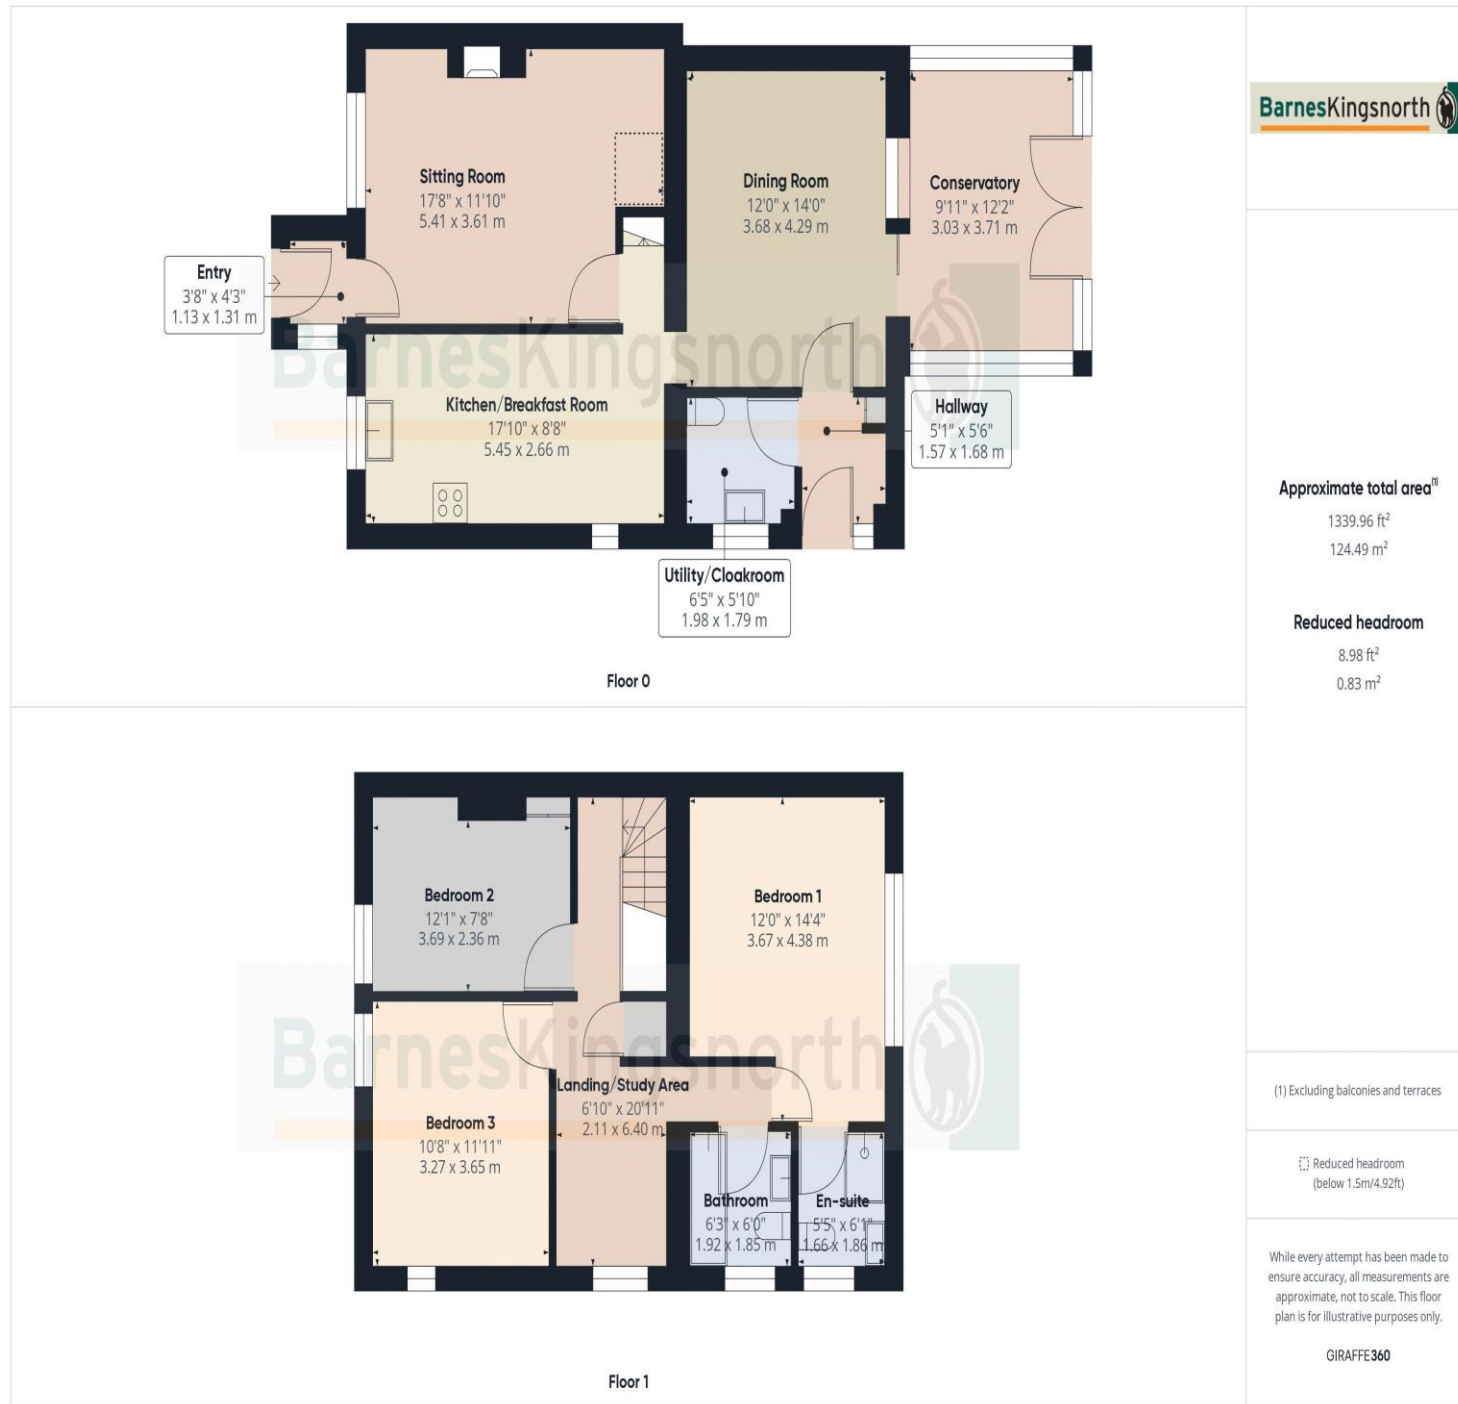 Sitting Room
17'8" x 11'10"
5.41 x 3.61 m
Dining Room
12'0" x 14'0"
3.68 x 4.29 m
Conservatory
9'11" x 12'2"
3.03 x 3.71 m
Entry
3'8" x 4'3"
1.13 x 1.31 m
Kitchen/Breakfast Room
17'10" x 8'8"
5.45 x 2.66 m
Hallway
5'1" x 5'6"
1.57 x 1.68 m
Utility/Cloakroom
6'5" x 5'10"
1.98 x 1.79 m
BarnesKingsnorth
Floor 0
Bedroom 2
12'1" x 7'8"
3.69 x 2.36 m
Bedroom 1
12'0" x 14'4"
3.67 x 4.38 m
Landing/Study Area
6'10" x 20'11"
2.11 x 6.40 m
Bedroom 3
10'8" x 11'11"
3.27 x 3.65 m
Bathroom
6'3" x 6'0"
1.92 x 1.85 m
En-suite
5'5" x 6'1"
1.66 x 1.86 m
BarnesKingsnorth
Floor 1
BarnesKingsnorth
Approximate total area(1)
1339.96 ft²
124.49 m²
Reduced headroom
8.98 ft²
0.83 m²
(1) Excluding balconies and terraces
Reduced headroom
(below 1.5m/4.92ft)
While every attempt has been made to
ensure accuracy, all measurements are
approximate, not to scale. This floor
plan is for illustrative purposes only.
GIRAFFE360